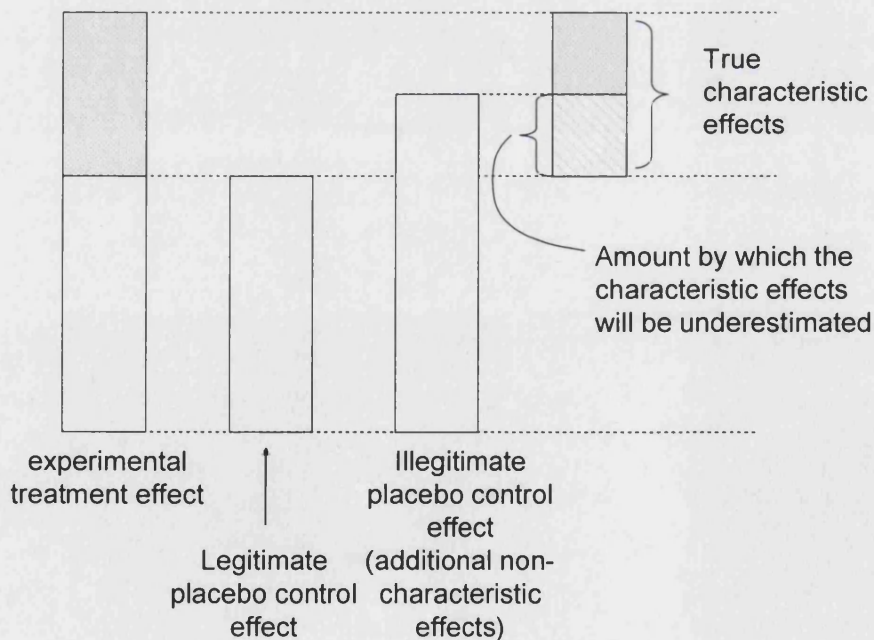 True
characteristic
effects
Amount by which the
characteristic effects
will be underestimated
experimental
treatment effect
Legitimate
placebo control
effect
Illegitimate
placebo control
effect
(additional non-
characteristic
effects)